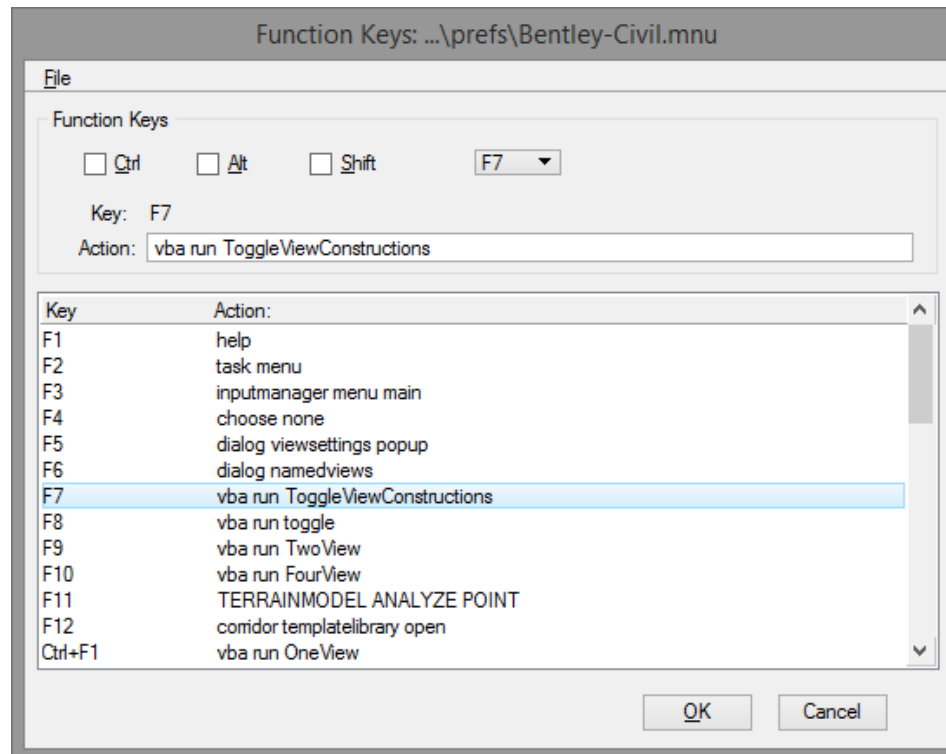 Function Keys: ...\prefs\Bentley-Civil.mnu
File
Function Keys
Ctrl Alt Shift F7
Key: F7
Action: vba run ToggleViewConstructions
Key Action:
F1 help
F2 task menu
F3 inputmanager menu main
F4 choose none
F5 dialog viewsettings popup
F6 dialog namedviews
F7 vba run ToggleViewConstructions
F8 vba run toggle
F9 vba run TwoView
F10 vba run FourView
F11 TERRAINMODEL ANALYZE POINT
F12 corridor templatelibrary open
Ctrl+F1 vba run OneView
OK Cancel